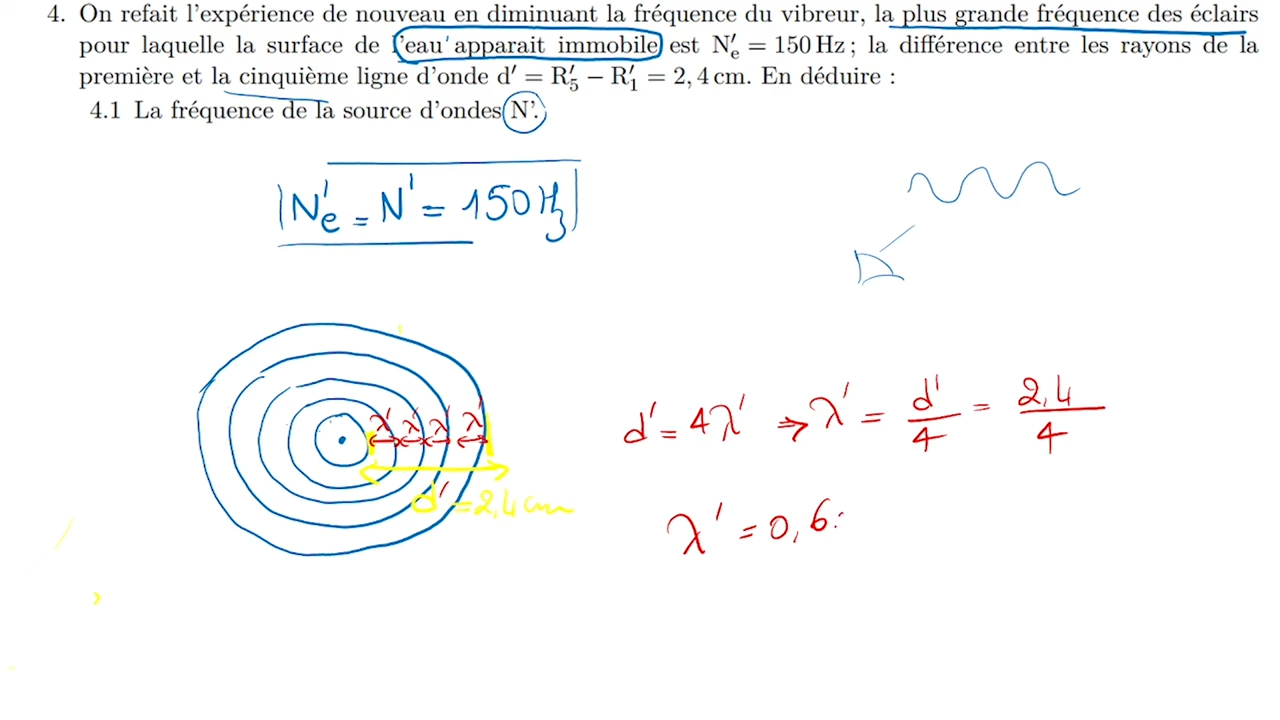 4. On refait l'expérience de nouveau en diminuant la fréquence du vibreur, la plus grande fréquence des éclairs
pour laquelle la surface de l'eau apparait immobile est N'ₑ = 150 Hz ; la différence entre les rayons de la
première et la cinquième ligne d'onde d' = R'₅ − R'₁ = 2,4 cm. En déduire :
4.1 La fréquence de la source d'ondes N'.
N'e = N' = 150 Hz
λ' λ' λ' λ'
d' = 2,4 cm
d' = 4λ' ⇒ λ' = d'/4 = 2,4/4
λ' = 0,6